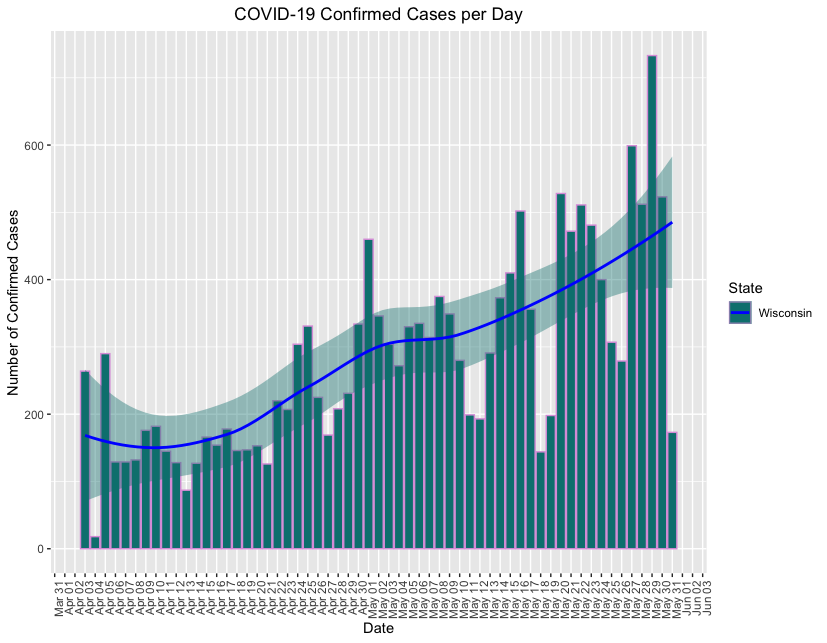 COVID-19 Confirmed Cases per Day
Number of Confirmed Cases
600
400
200
0
Mar 31
Apr 01
Apr 02
Apr 03
Apr 04
Apr 05
Apr 06
Apr 07
Apr 08
Apr 09
Apr 10
Apr 11
Apr 12
Apr 13
Apr 14
Apr 15
Apr 16
Apr 17
Apr 18
Apr 19
Apr 20
Apr 21
Apr 22
Apr 23
Apr 24
Apr 25
Apr 26
Apr 27
Apr 28
Apr 29
Apr 30
May 01
May 02
May 03
May 04
May 05
May 06
May 07
May 08
May 09
May 10
May 11
May 12
May 13
May 14
May 15
May 16
May 17
May 18
May 19
May 20
May 21
May 22
May 23
May 24
May 25
May 26
May 27
May 28
May 29
May 30
May 31
Jun 01
Jun 02
Jun 03
Date
State
Wisconsin